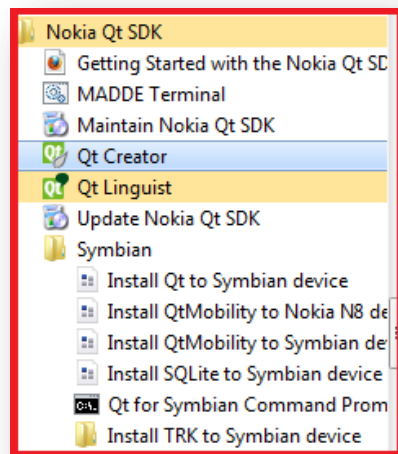 Nokia Qt SDK
Getting Started with the Nokia Qt SD
MADDE Terminal
Maintain Nokia Qt SDK
Qt Creator
Qt Linguist
Update Nokia Qt SDK
Symbian
Install Qt to Symbian device
Install QtMobility to Nokia N8 de
Install QtMobility to Symbian de
Install SQLite to Symbian device
Qt for Symbian Command Prom
Install TRK to Symbian device